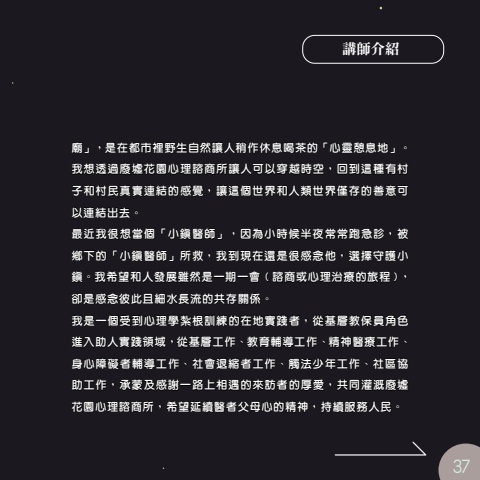 講師介紹
廟」，是在都市裡野生自然讓人稍作休息喝茶的「心靈憩息地」。
我想透過廢墟花園心理諮商所讓人可以穿越時空，回到這種有村
子和村民真實連結的感覺，讓這個世界和人類世界僅存的善意可
以連結出去。
最近我很想當個「小鎮醫師」，因為小時候半夜常常跑急診，被
鄉下的「小鎮醫師」所救，我到現在還是很感念他，選擇守護小
鎮。我希望和人發展雖然是一期一會（諮商或心理治療的旅程），
卻是感念彼此且細水長流的共存關係。
我是一個受到心理學紮根訓練的在地實踐者，從基層教保員角色
進入助人實踐領域，從基層工作、教育輔導工作、精神醫療工作、
身心障礙者輔導工作、社會退縮者工作、觸法少年工作、社區協
助工作，承蒙及感謝一路上相遇的來訪者的厚愛，共同灌溉廢墟
花園心理諮商所，希望延續醫者父母心的精神，持續服務人民。
37